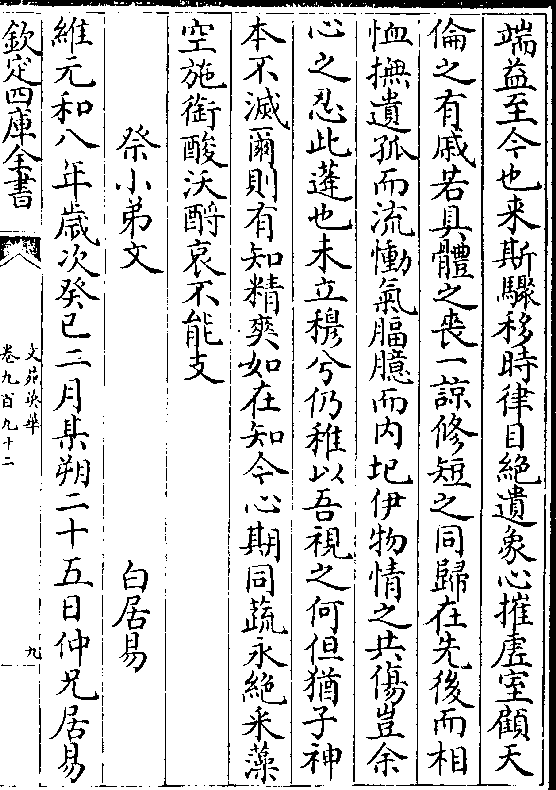 端益至今也来斯驟移時律目絶遺象心摧虚室顧天
倫之有戚若具體之喪一諒修短之同歸在先後而相
恤撫遺孤而流慟氣腷臆而内圮伊物情之共傷豈余
心之忍此蓮也未立穆兮仍稚以吾視之何但猶子神
本不滅爾則有知精爽如在知今心期同蔬永絶釆藻
空施銜酸沃酹哀不能支
祭小弟文 白居易
維元和八年歲次癸巳二月某朔二十五日仲兄居易
欽定四庫全書
文苑英華
卷九百九十二
九